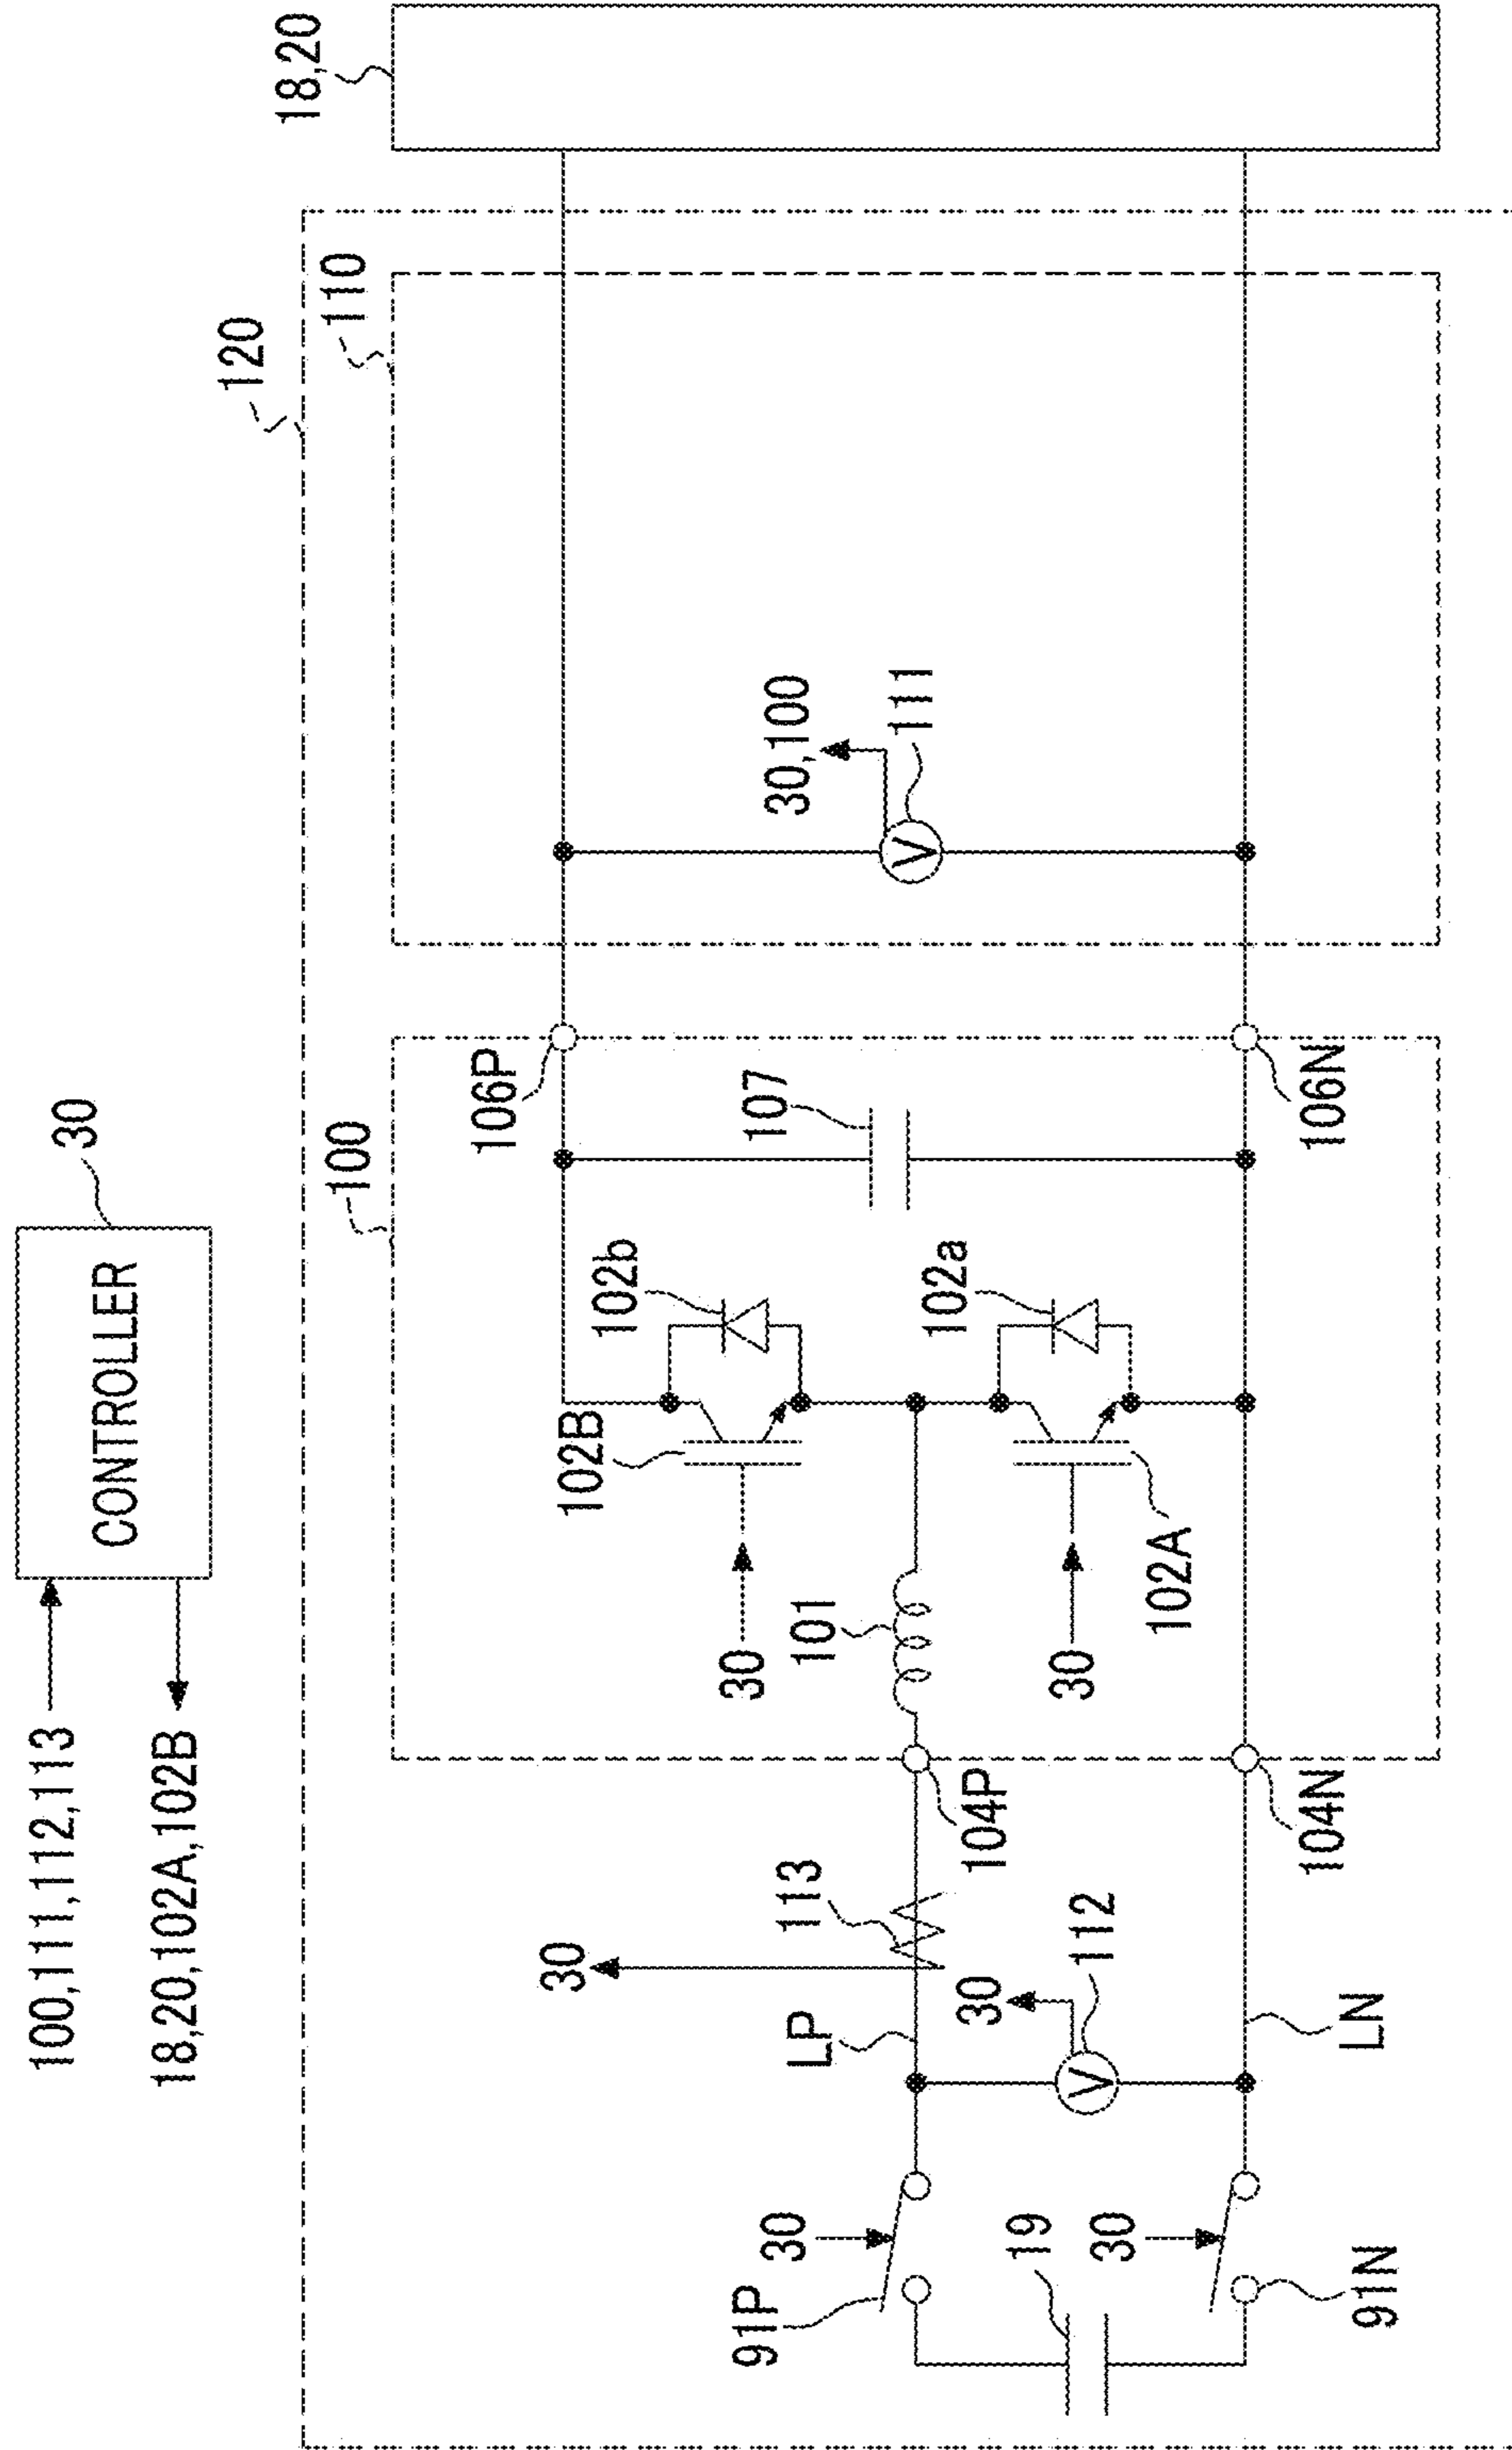 100,111,112,113
18,20,102A,102B
CONTROLLER
30
120
100
110
18,20
106P
102b
102B
30
107
30,100
111
30
113
101
102a
LP
30
91P
30
112
104P
30
102A
19
30
LN
104N
106N
91N
V
V